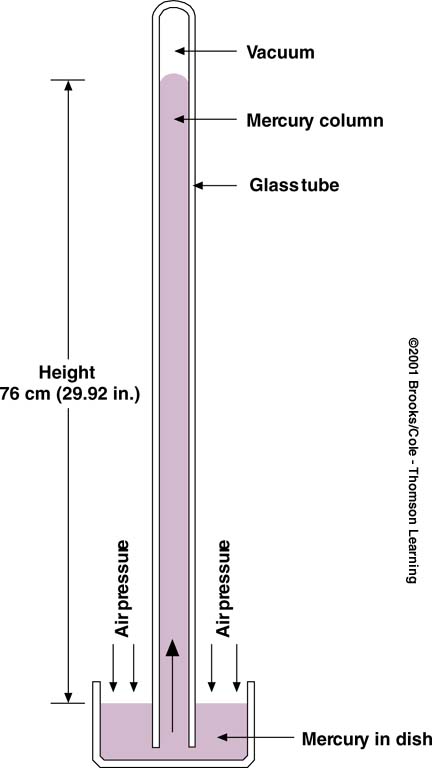 Vacuum
Mercury column
Glass tube
Height
76 cm (29.92 in.)
©2001 Brooks/Cole - Thomson Learning
Air pressure
Air pressure
Mercury in dish